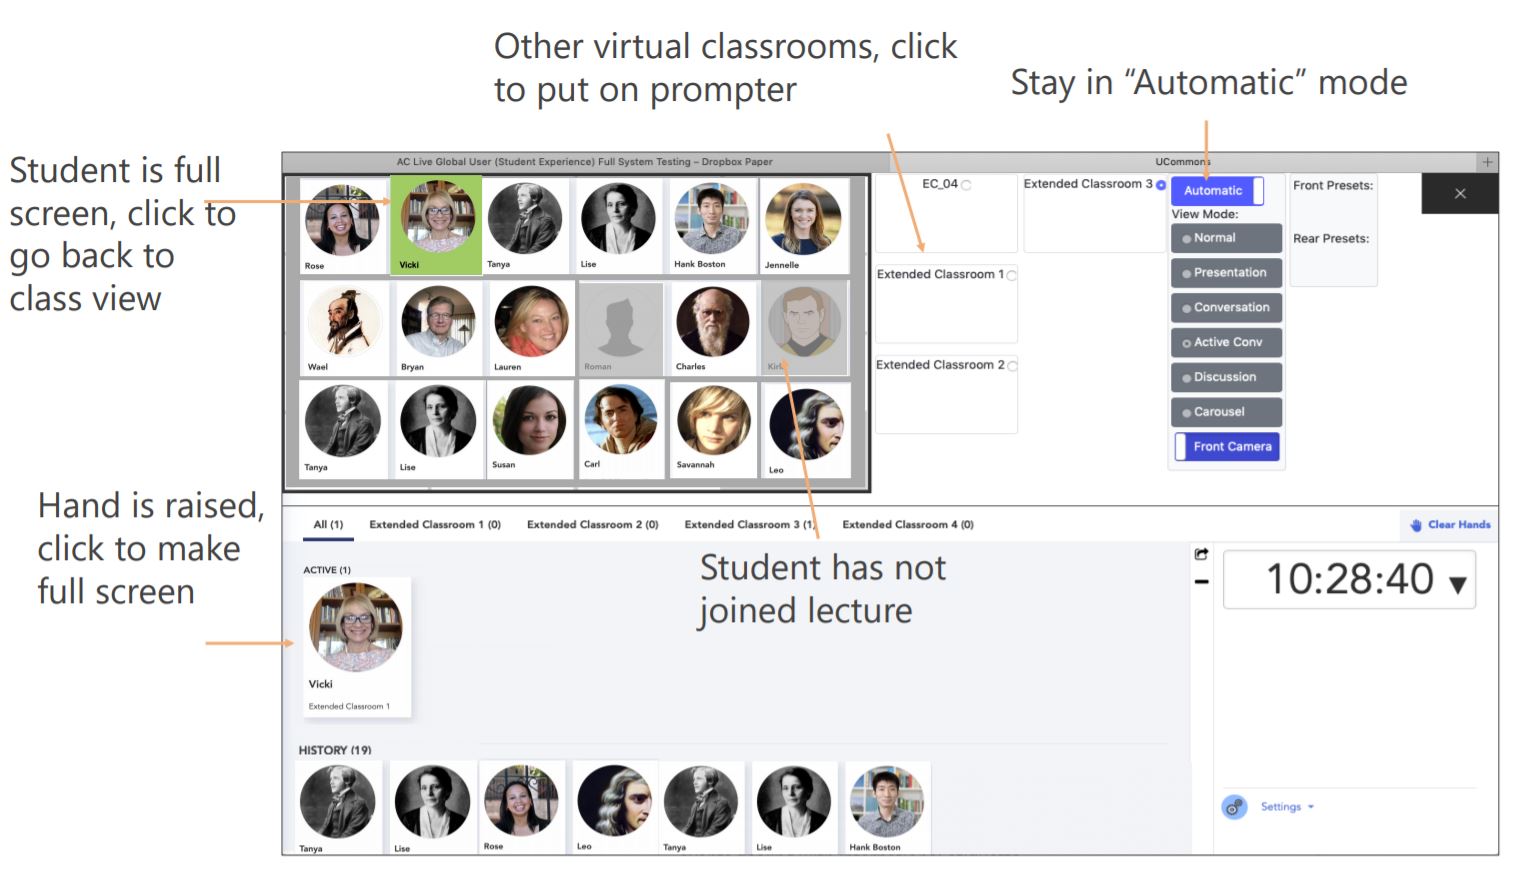 Other virtual classrooms, click
to put on prompter
Stay in “Automatic” mode
Student is full
screen, click to
go back to
class view
AC Live Global User (Student Experience) Full System Testing – Dropbox Paper
UCommons
+
Rose
Vicki
Tanya
Lise
Hank Boston
Jennelle
Wael
Bryan
Lauren
Roman
Charles
Tanya
Lise
Susan
Carl
Savannah
Leo
EC_04
Extended Classroom 3
Extended Classroom 1
Extended Classroom 2
Automatic
View Mode:
Normal
Presentation
Conversation
Active Conv
Discussion
Carousel
Front Camera
Front Presets:
Rear Presets:
×
Hand is raised,
click to make
full screen
All (1)
Extended Classroom 1 (0)
Extended Classroom 2 (0)
Extended Classroom 3 (1)
Extended Classroom 4 (0)
Clear Hands
Student has not
joined lecture
ACTIVE (1)
Vicki
Extended Classroom 1
10:28:40
HISTORY (19)
Tanya
Lise
Rose
Leo
Tanya
Lise
Hank Boston
Settings